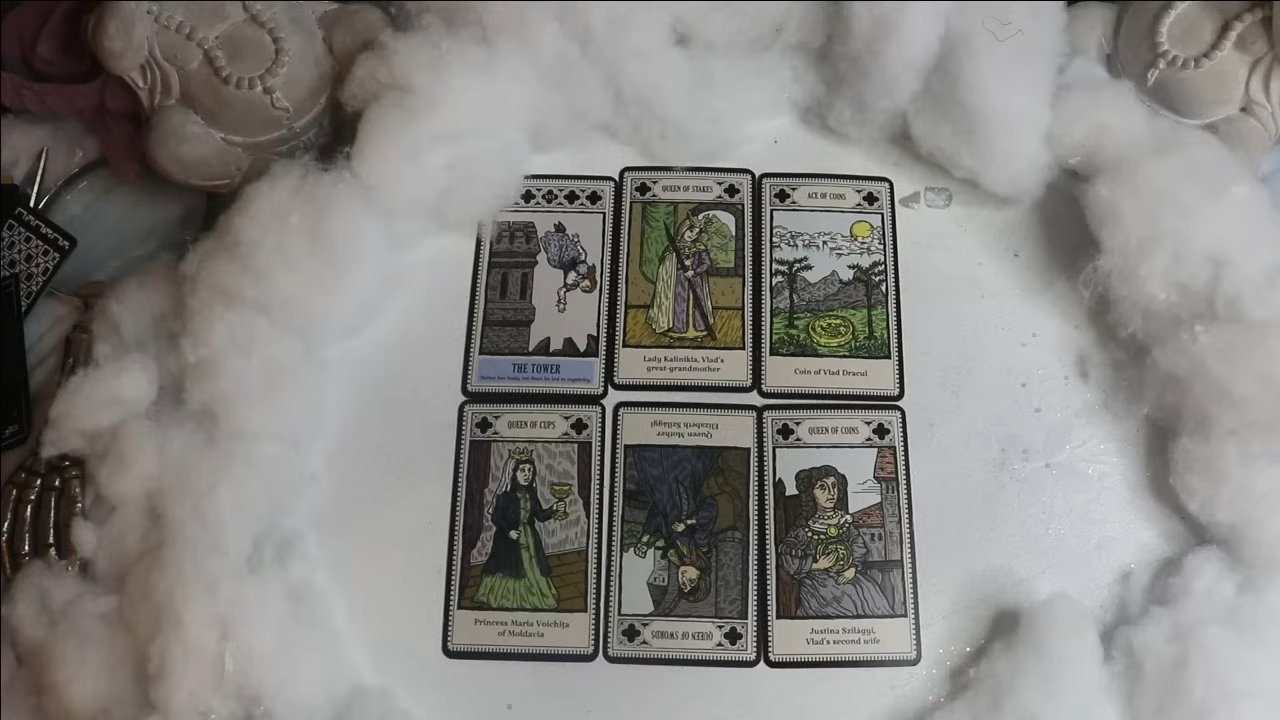 THE TOWER
QUEEN OF STAKES
Lady Kalinikia, Vlad's
great-grandmother
ACE OF COINS
Coin of Vlad Dracul
QUEEN OF CUPS
Princess Maria Voichița
of Moldavia
QUEEN OF SWORDS
Queen Mother
Elizabeth Szilágyi
QUEEN OF COINS
Justina Szilágyi,
Vlad's second wife